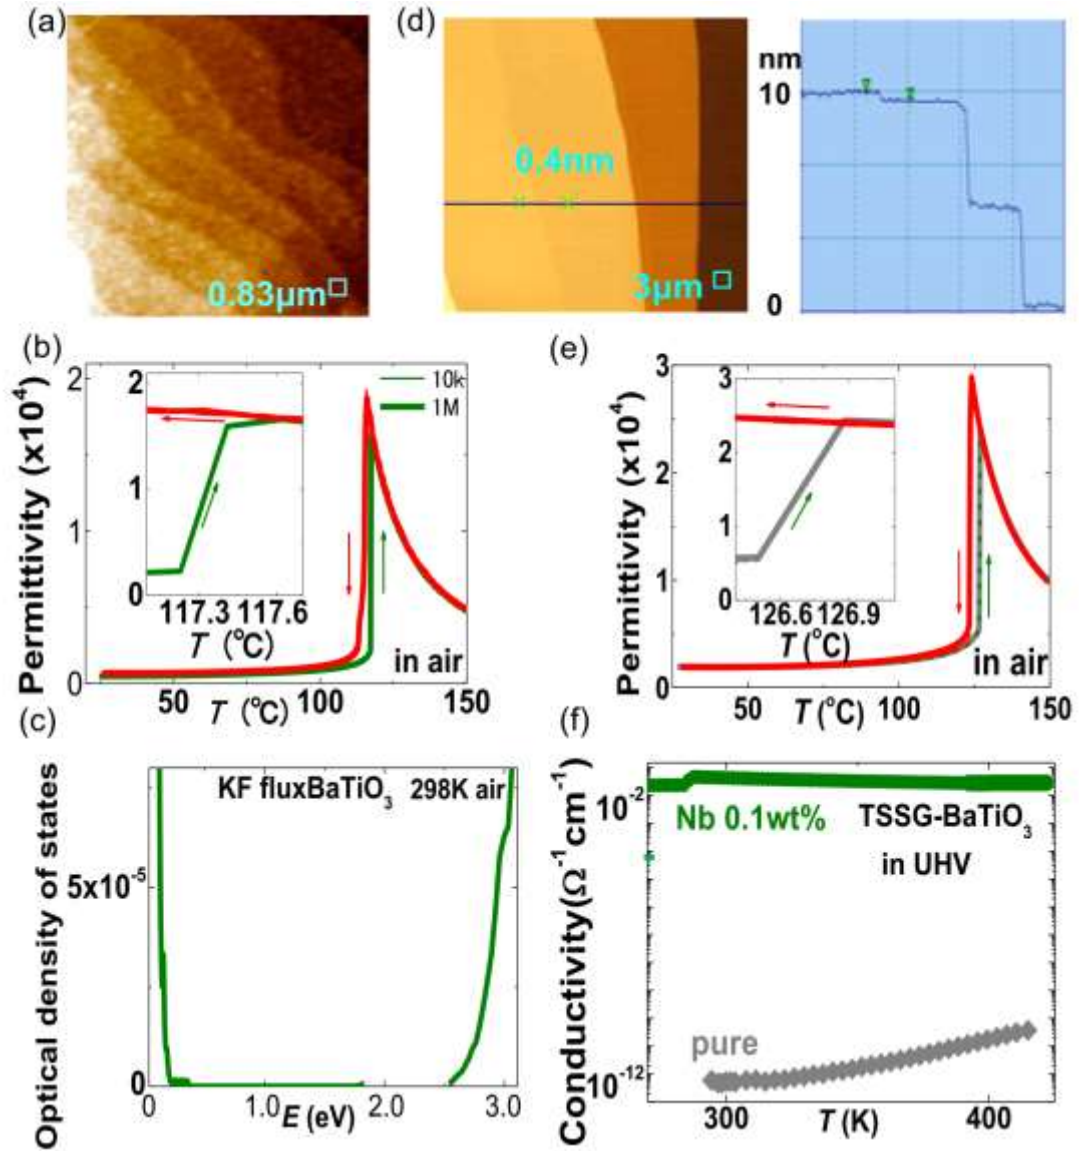 (a)
0.83μm
(d)
0.4nm
3μm
nm
10
0
(b)
Permittivity (x10⁴)
2
1
0
2
1
0
117.3 117.6
T (°C)
10k
1M
in air
50 T (°C) 100 150
(e)
Permittivity (x10⁴)
3
2
1
0
3
2
1
0
126.6 126.9
T (°C)
in air
50 T (°C) 100 150
(c)
Optical density of states
5x10⁻⁵
0
KF fluxBaTiO₃ 298K air
0 1.0 E (eV) 2.0 3.0
(f)
Conductivity(Ω⁻¹cm⁻¹)
10⁻²
10⁻¹²
Nb 0.1wt% TSSG-BaTiO₃
in UHV
pure
300 T (K) 400